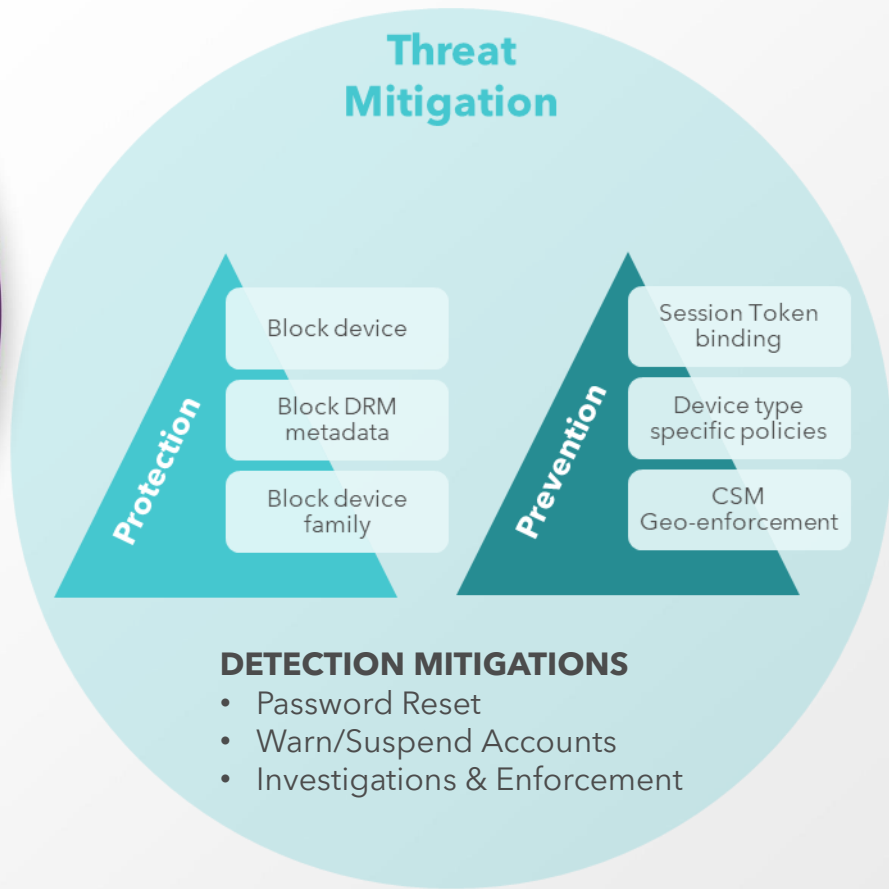 Threat
Mitigation
Protection
Block device
Block DRM
metadata
Block device
family
Prevention
Session Token
binding
Device type
specific policies
CSM
Geo-enforcement
DETECTION MITIGATIONS
• Password Reset
• Warn/Suspend Accounts
• Investigations & Enforcement